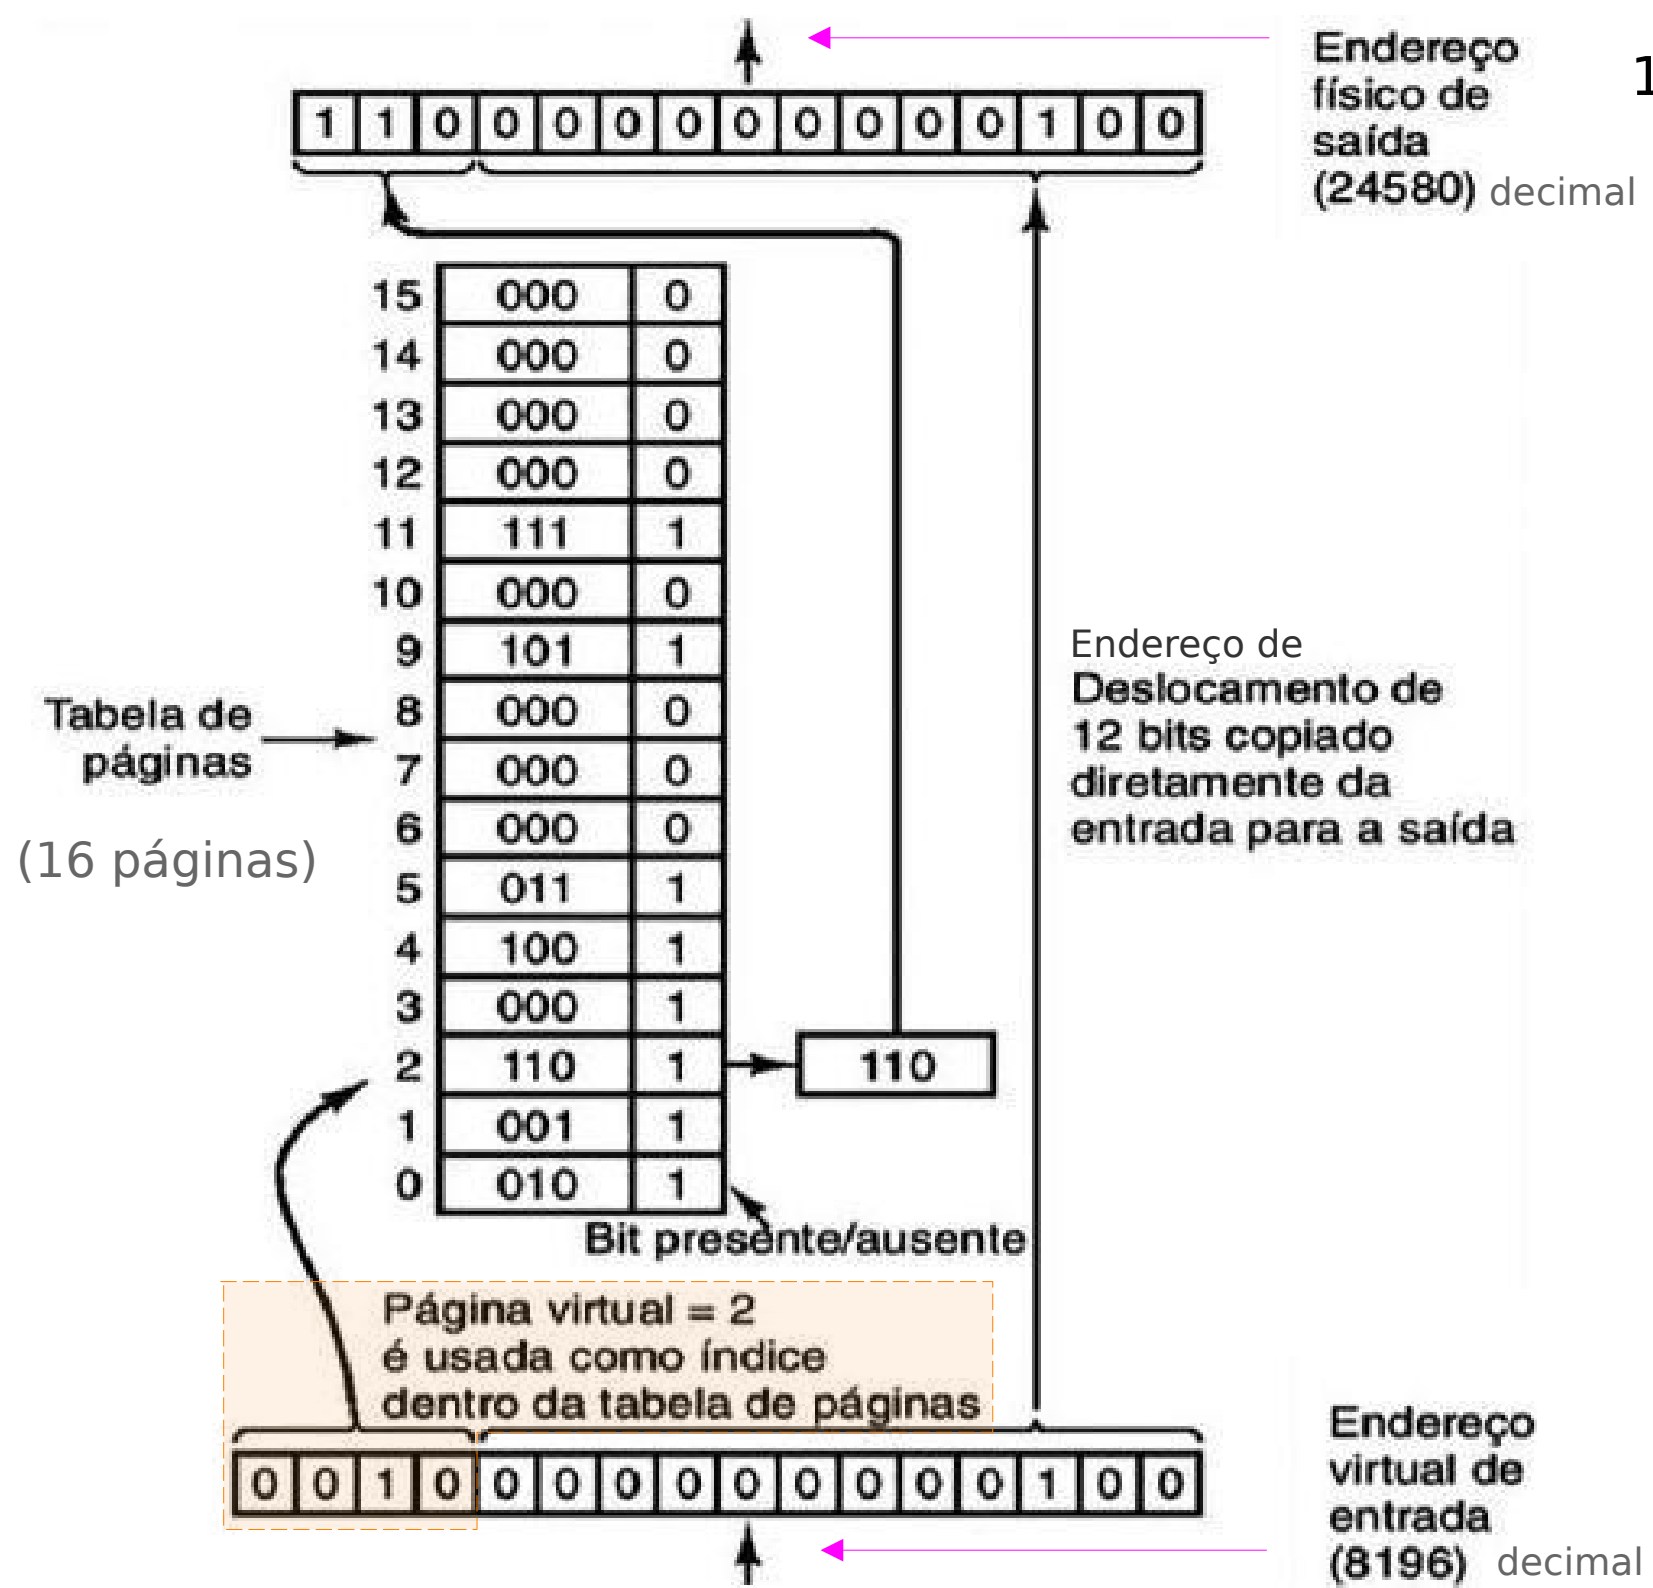 Endereço
físico de
saída
(24580) decimal
1
1 1 0 0 0 0 0 0 0 0 0 0 1 0 0
15 000 0
14 000 0
13 000 0
12 000 0
11 111 1
10 000 0
9 101 1
8 000 0
7 000 0
6 000 0
5 011 1
4 100 1
3 000 1
2 110 1 110
1 001 1
0 010 1
Tabela de
páginas
(16 páginas)
Endereço de
Deslocamento de
12 bits copiado
diretamente da
entrada para a saída
Bit presente/ausente
Página virtual = 2
é usada como índice
dentro da tabela de páginas
0 0 1 0 0 0 0 0 0 0 0 0 0 1 0 0
Endereço
virtual de
entrada
(8196) decimal